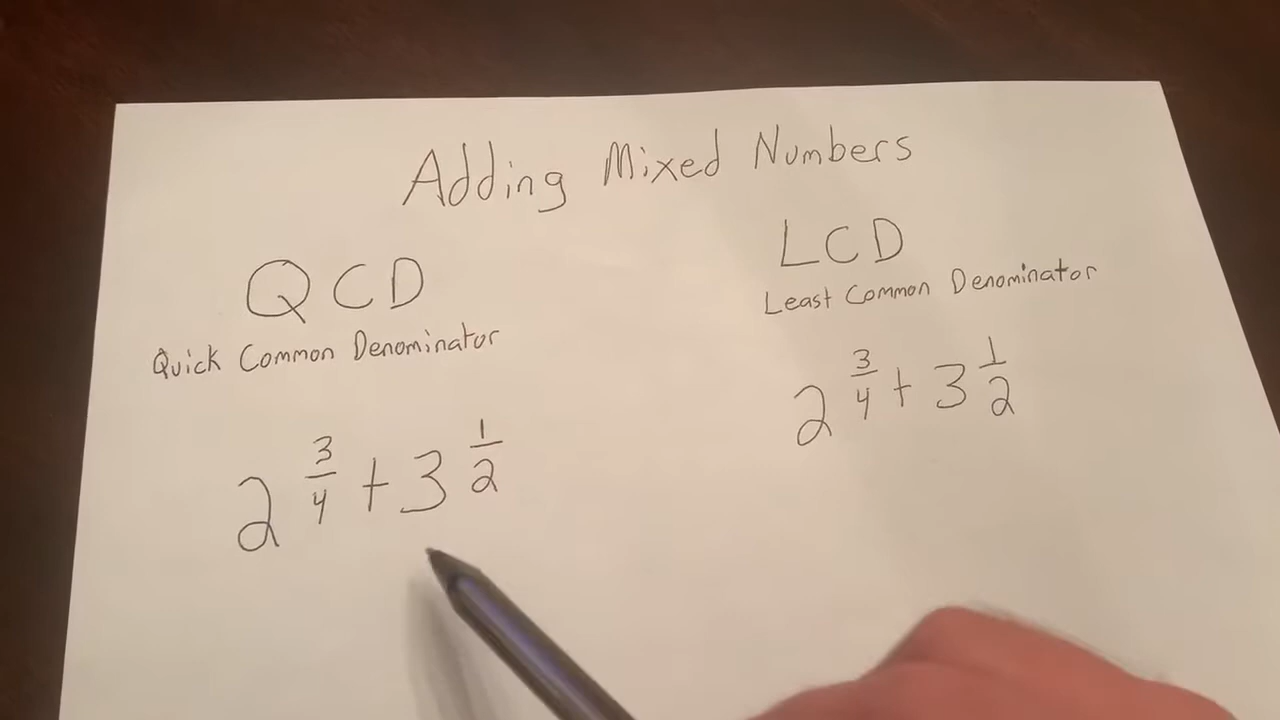 Adding Mixed Numbers
QCD
Quick Common Denominator
2 3/4 + 3 1/2
LCD
Least Common Denominator
2 3/4 + 3 1/2